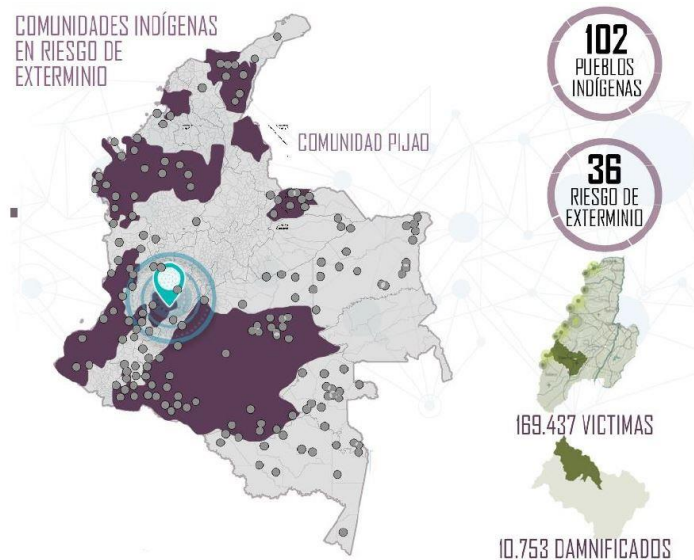 COMUNIDADES INDÍGENAS
EN RIESGO DE
EXTERMINIO
COMUNIDAD PIJAO
102
PUEBLOS
INDÍGENAS
36
RIESGO DE
EXTERMINIO
169.437 VICTIMAS
10.753 DAMNIFICADOS